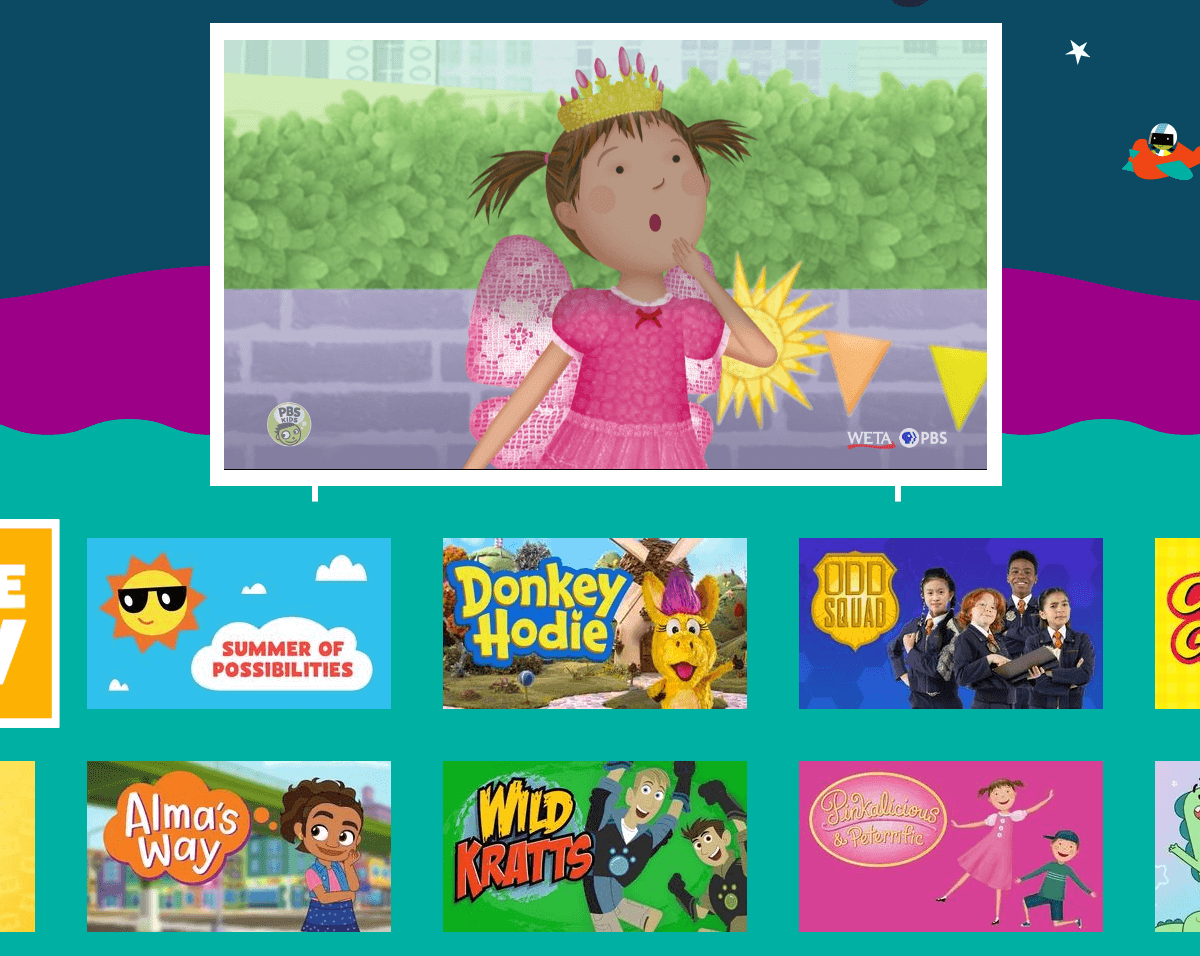 PBS
KIDS
WETA PBS
E
SUMMER OF
POSSIBILITIES
Donkey
Hodie
ODD
SQUAD
Alma's
Way
WILD
KRATTS
Pinkalicious
& Peterrific